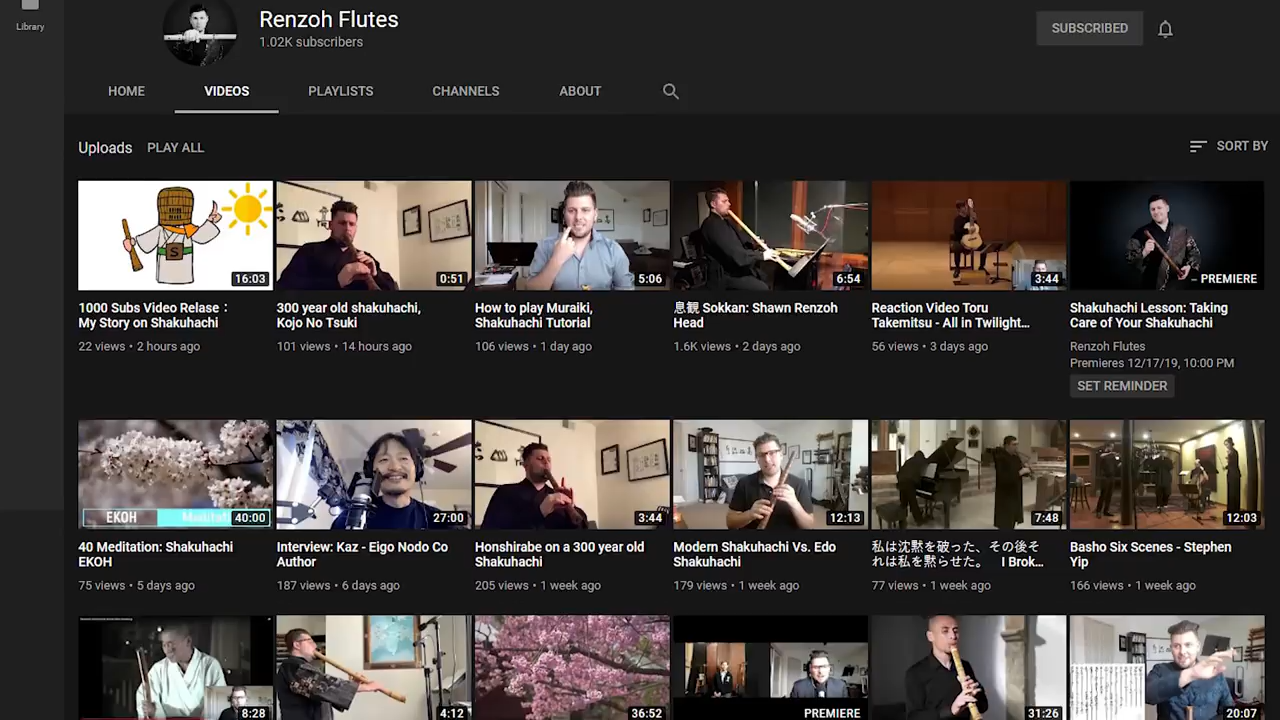 Renzoh Flutes
Library
1.02K subscribers
SUBSCRIBED
HOME VIDEOS PLAYLISTS CHANNELS ABOUT
Uploads PLAY ALL SORT BY
S
16:03 0:51 5:06 6:54 3:44 PREMIERE
1000 Subs Video Relase : 300 year old shakuhachi, How to play Muraiki, 息観 Sokkan: Shawn Renzoh Reaction Video Toru Shakuhachi Lesson: Taking
My Story on Shakuhachi Kojo No Tsuki Shakuhachi Tutorial Head Takemitsu - All in Twilight... Care of Your Shakuhachi
22 views • 2 hours ago 101 views • 14 hours ago 106 views • 1 day ago 1.6K views • 2 days ago 56 views • 3 days ago Renzoh Flutes
Premieres 12/17/19, 10:00 PM
SET REMINDER
EKOH 40:00 27:00 3:44 12:13 7:48 12:03
40 Meditation: Shakuhachi Interview: Kaz - Eigo Nodo Co Honshirabe on a 300 year old Modern Shakuhachi Vs. Edo 私は沈黙を破った、その後そ Basho Six Scenes - Stephen
EKOH Author Shakuhachi Shakuhachi れは私を黙らせた。 I Brok... Yip
75 views • 5 days ago 187 views • 6 days ago 205 views • 1 week ago 179 views • 1 week ago 77 views • 1 week ago 166 views • 1 week ago
8:28 4:12 36:52 PREMIERE 31:26 20:07